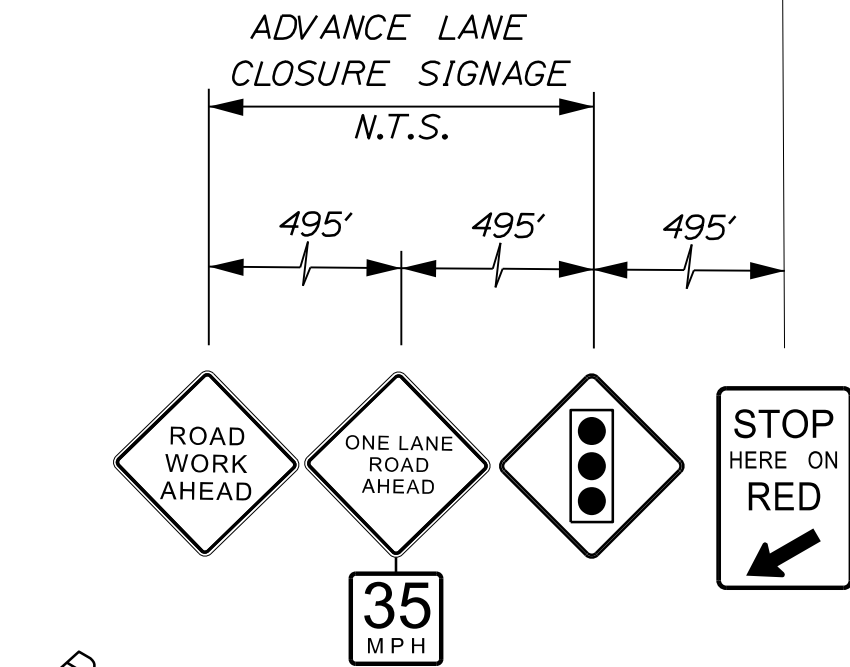 ADVANCE LANE
CLOSURE SIGNAGE
N.T.S.
495'
495'
495'
ROAD
WORK
AHEAD
ONE LANE
ROAD
AHEAD
35
MPH
STOP
HERE ON
RED